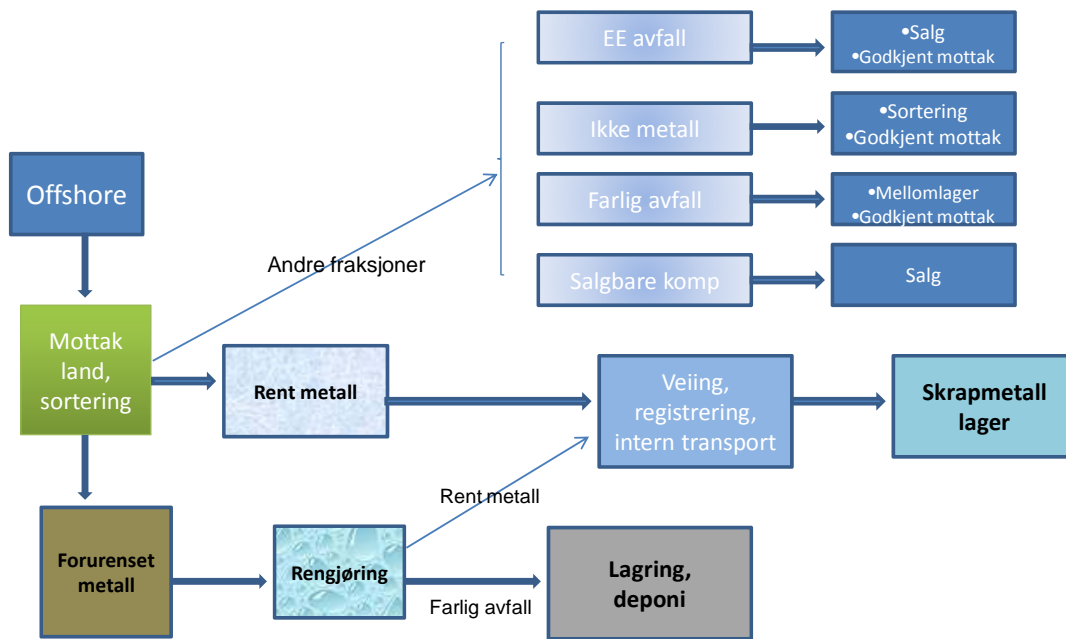 EE avfall
•Salg
•Godkjent mottak
Ikke metall
•Sortering
•Godkjent mottak
Offshore
Farlig avfall
•Mellomlager
•Godkjent mottak
Andre fraksjoner
Salgbare komp
Salg
Mottak
land,
sortering
Rent metall
Veiing,
registrering,
intern transport
Skrapmetall
lager
Rent metall
Forurenset
metall
Rengjøring
Farlig avfall
Lagring,
deponi